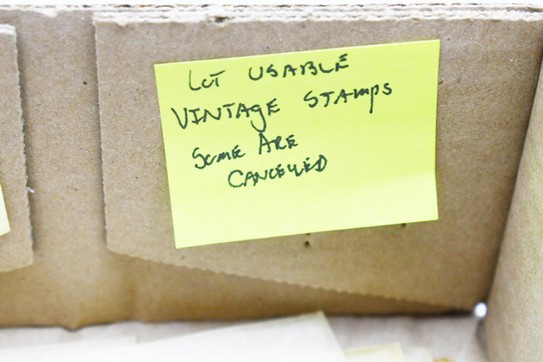 LOT USABLE
VINTAGE STAMPS
SOME ARE
CANCELLED